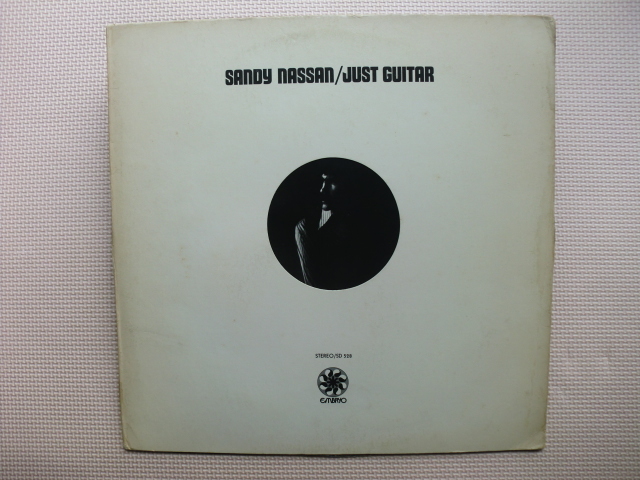 SANDY NASSAN/JUST GUITAR
STEREO/SD 528
EMBRYO